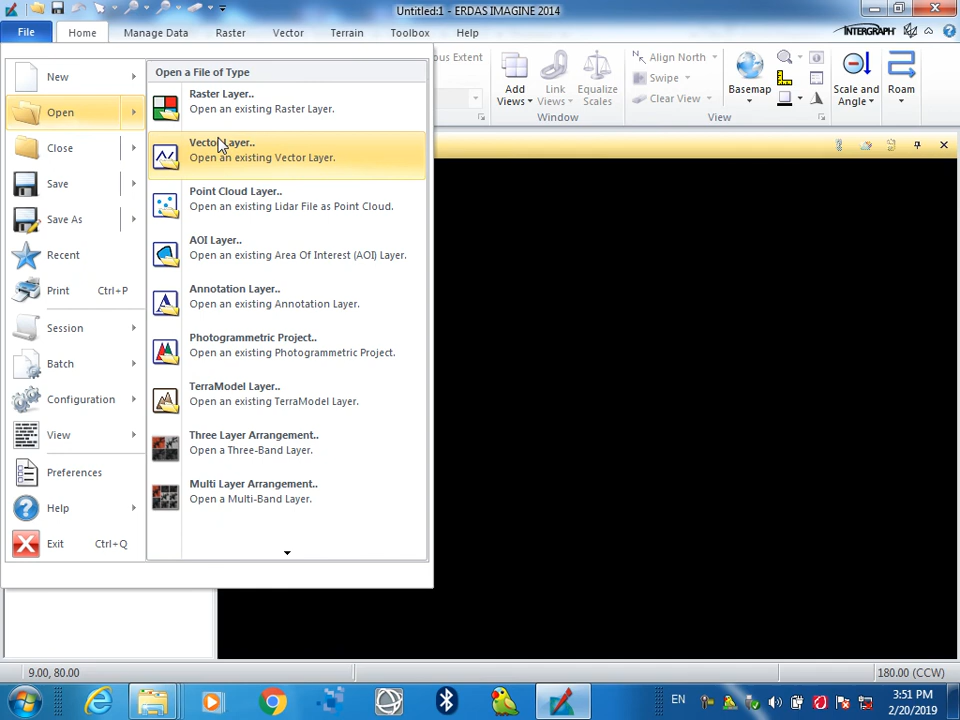 Untitled:1 - ERDAS IMAGINE 2014
File Home Manage Data Raster Vector Terrain Toolbox Help
INTERGRAPH
New
Open
Close
Save
Save As
Recent
Print Ctrl+P
Session
Batch
Configuration
View
Preferences
Help
Exit Ctrl+Q
Open a File of Type
Raster Layer..
Open an existing Raster Layer.
Vector Layer..
Open an existing Vector Layer.
Point Cloud Layer..
Open an existing Lidar File as Point Cloud.
AOI Layer..
Open an existing Area Of Interest (AOI) Layer.
Annotation Layer..
Open an existing Annotation Layer.
Photogrammetric Project..
Open an existing Photogrammetric Project.
TerraModel Layer..
Open an existing TerraModel Layer.
Three Layer Arrangement..
Open a Three-Band Layer.
Multi Layer Arrangement..
Open a Multi-Band Layer.
ous Extent
Add Views
Link Views
Equalize Scales
Window
Align North
Swipe
Clear View
Basemap
View
Scale and Angle
Roam
9.00, 80.00
180.00 (CCW)
EN
3:51 PM
2/20/2019